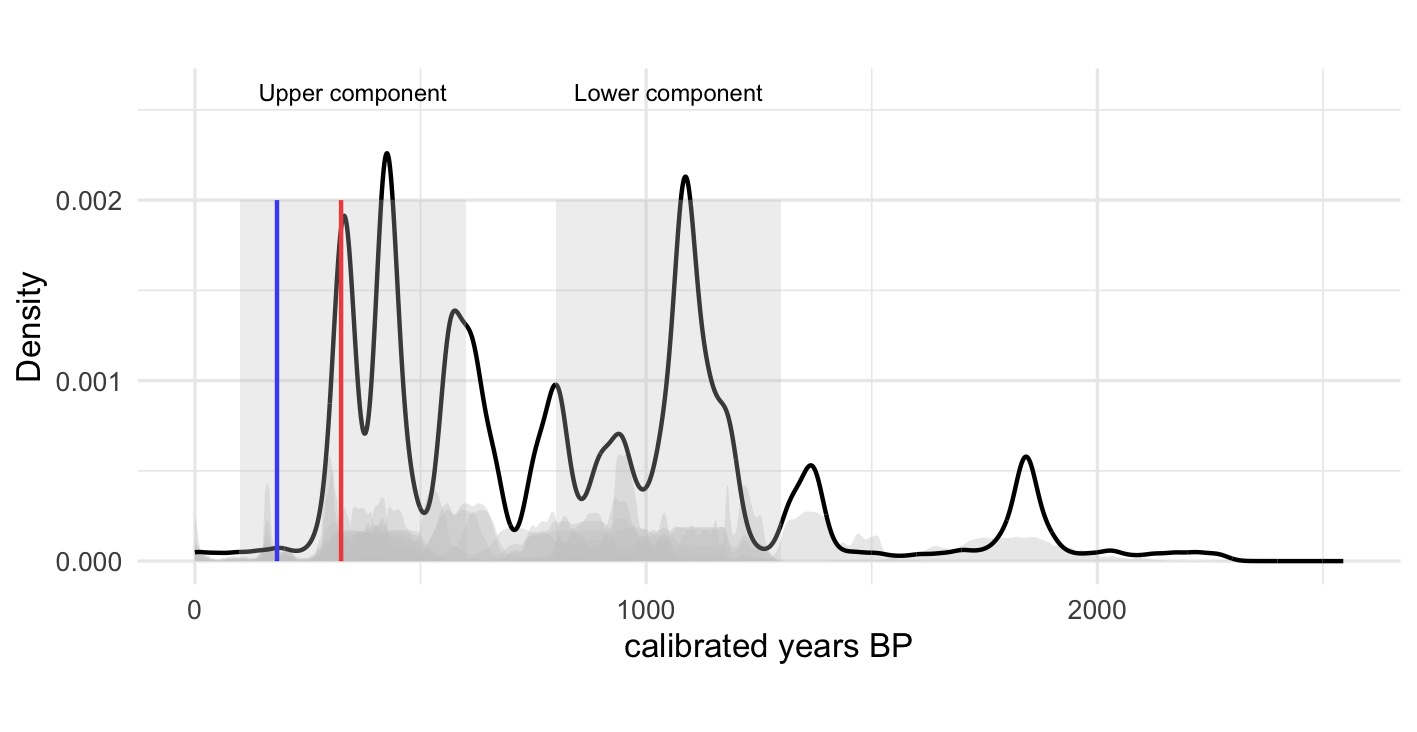 Upper component
Lower component
0.002
0.001
0.000
Density
0
1000
2000
calibrated years BP